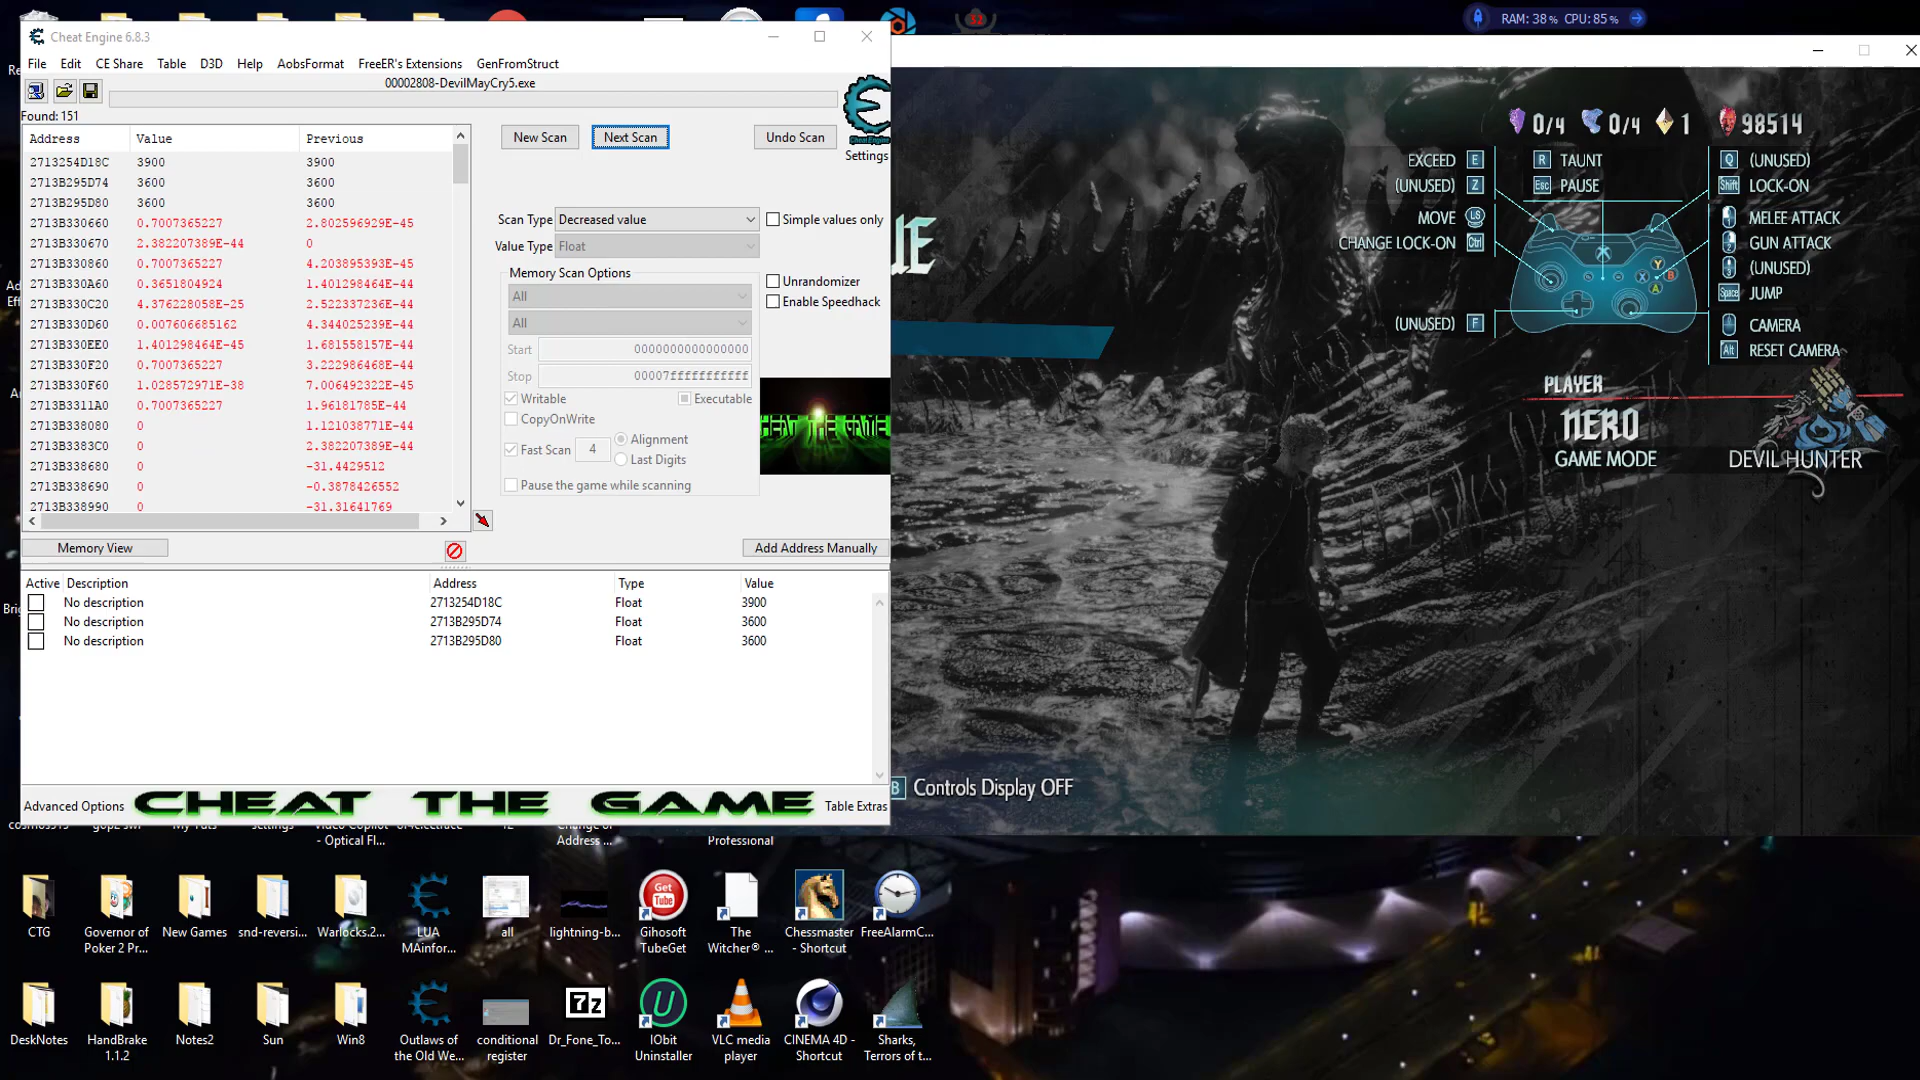 RAM: 38% CPU: 85%
Cheat Engine 6.8.3
File Edit CE Share Table D3D Help AobsFormat FreeER's Extensions GenFromStruct
00002808-DevilMayCry5.exe
Found: 151
Address Value Previous
2713254D18C 3900 3900
2713B295D74 3600 3600
2713B295D80 3600 3600
2713B330660 0.7007365227 2.802596929E-45
2713B330670 2.382207389E-44 0
2713B330860 0.7007365227 4.203895393E-45
2713B330A60 0.3651804924 1.401298464E-45
2713B330C20 4.376228058E-25 2.522337236E-44
2713B330D60 0.007606685162 4.344025239E-44
2713B330EE0 1.401298464E-45 1.681558157E-44
2713B330F20 0.7007365227 3.222986468E-44
2713B330F60 1.028572971E-38 7.006492322E-45
2713B3311A0 0.7007365227 1.96181785E-44
2713B338080 0 1.121038771E-44
2713B3383C0 0 2.382207389E-44
2713B338680 0 -31.4429512
2713B338690 0 -0.3878426552
2713B338990 0 -31.31641769
New Scan Next Scan Undo Scan
Settings
Scan Type Decreased value Simple values only
Value Type Float
Memory Scan Options
All
All
Unrandomizer
Enable Speedhack
Start 0000000000000000
Stop 00007fffffffffff
Writable Executable
CopyOnWrite
Fast Scan 4 Alignment
Last Digits
Pause the game while scanning
CHEAT THE GAME
Memory View Add Address Manually
Active Description Address Type Value
No description 2713254D18C Float 3900
No description 2713B295D74 Float 3600
No description 2713B295D80 Float 3600
Advanced Options CHEAT THE GAME Table Extras
0/4 0/4 1 98514
EXCEED E R TAUNT Q (UNUSED)
(UNUSED) Z Esc PAUSE Shift LOCK-ON
MOVE LS MELEE ATTACK
CHANGE LOCK-ON Ctrl GUN ATTACK
(UNUSED)
Space JUMP
(UNUSED) F CAMERA
Alt RESET CAMERA
X Y B A
PLAYER
NERO
GAME MODE DEVIL HUNTER
B Controls Display OFF
- Optical Fl... Address ... Professional
CTG
Governor of Poker 2 Pr...
New Games
snd-reversi...
Warlocks.2...
LUA MAinfor...
all
lightning-b...
Get Tube
Gihosoft TubeGet
The Witcher® ...
Chessmaster - Shortcut
FreeAlarmC...
DeskNotes
HandBrake 1.1.2
Notes2
Sun
Win8
Outlaws of the Old We...
conditional register
7z
Dr_Fone_To...
IObit Uninstaller
VLC media player
CINEMA 4D - Shortcut
Sharks, Terrors of t...